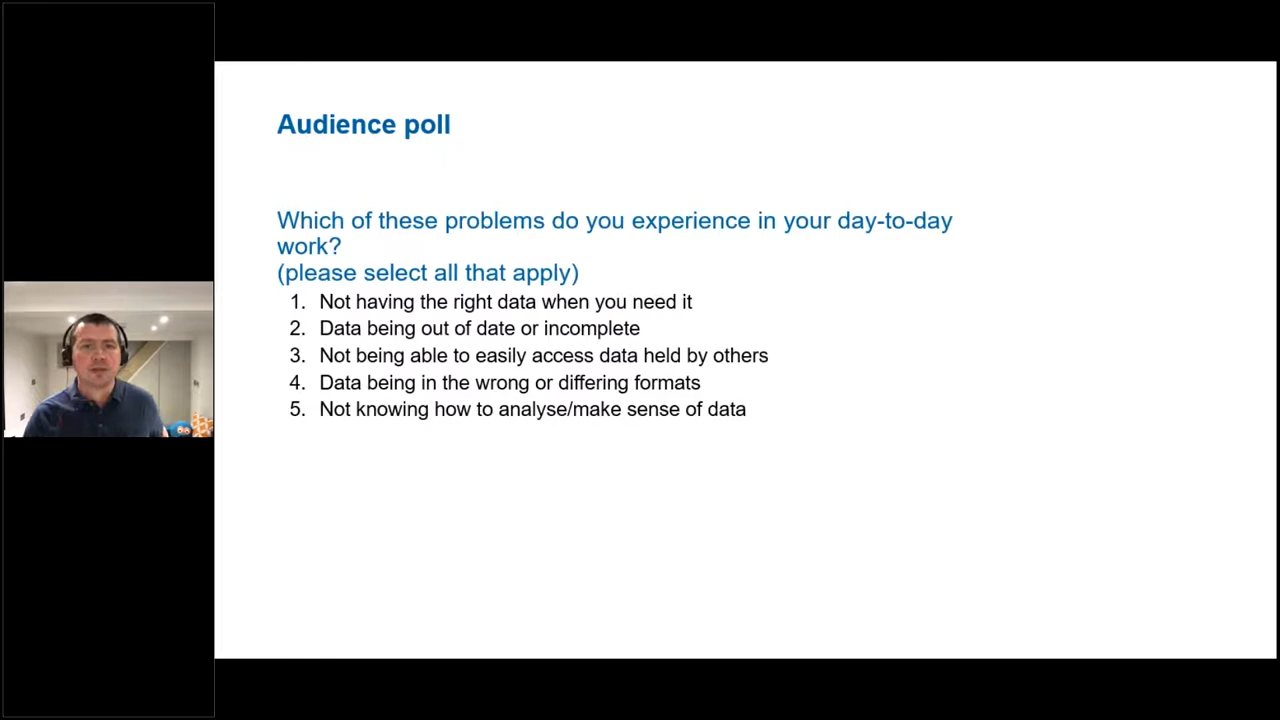 Audience poll
Which of these problems do you experience in your day-to-day
work?
(please select all that apply)
1. Not having the right data when you need it
2. Data being out of date or incomplete
3. Not being able to easily access data held by others
4. Data being in the wrong or differing formats
5. Not knowing how to analyse/make sense of data